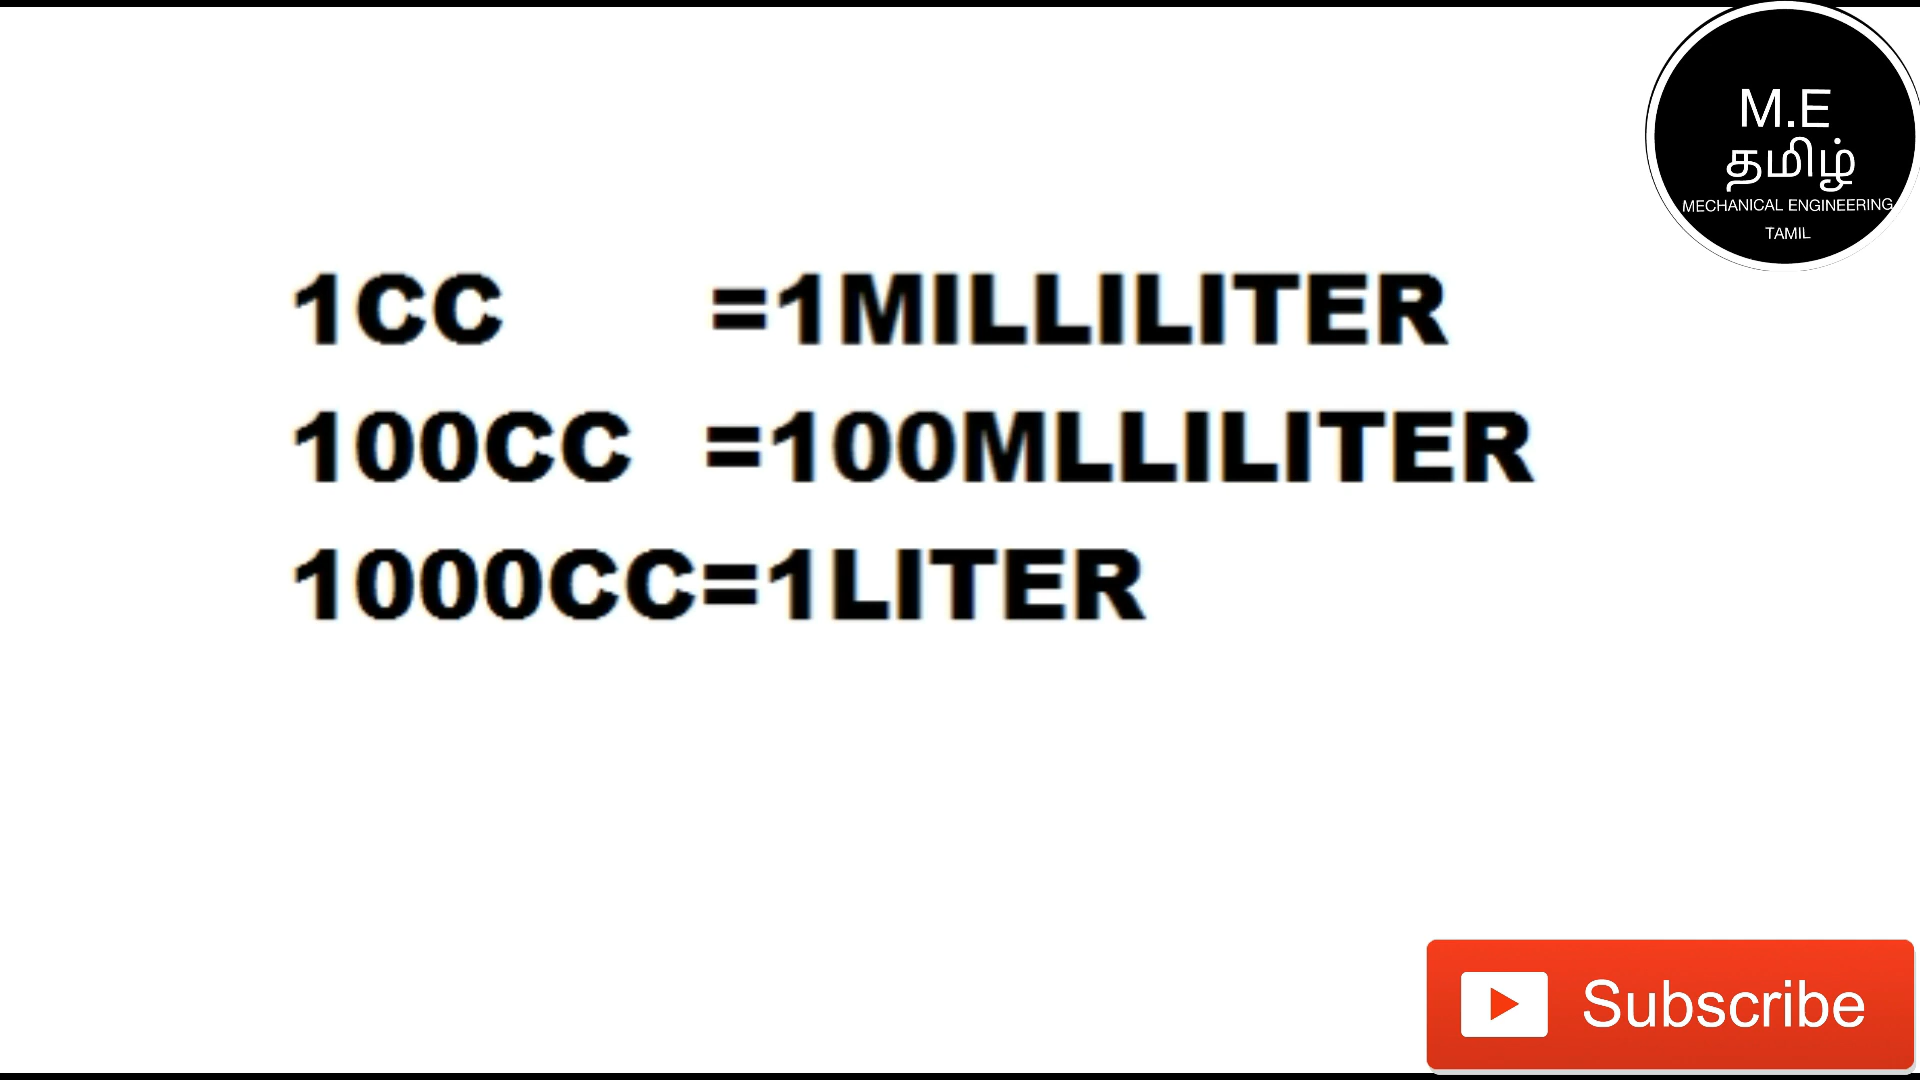 M.E
தமிழ்
MECHANICAL ENGINEERING
TAMIL
1CC =1MILLILITER
100CC =100MLLILITER
1000CC=1LITER
Subscribe